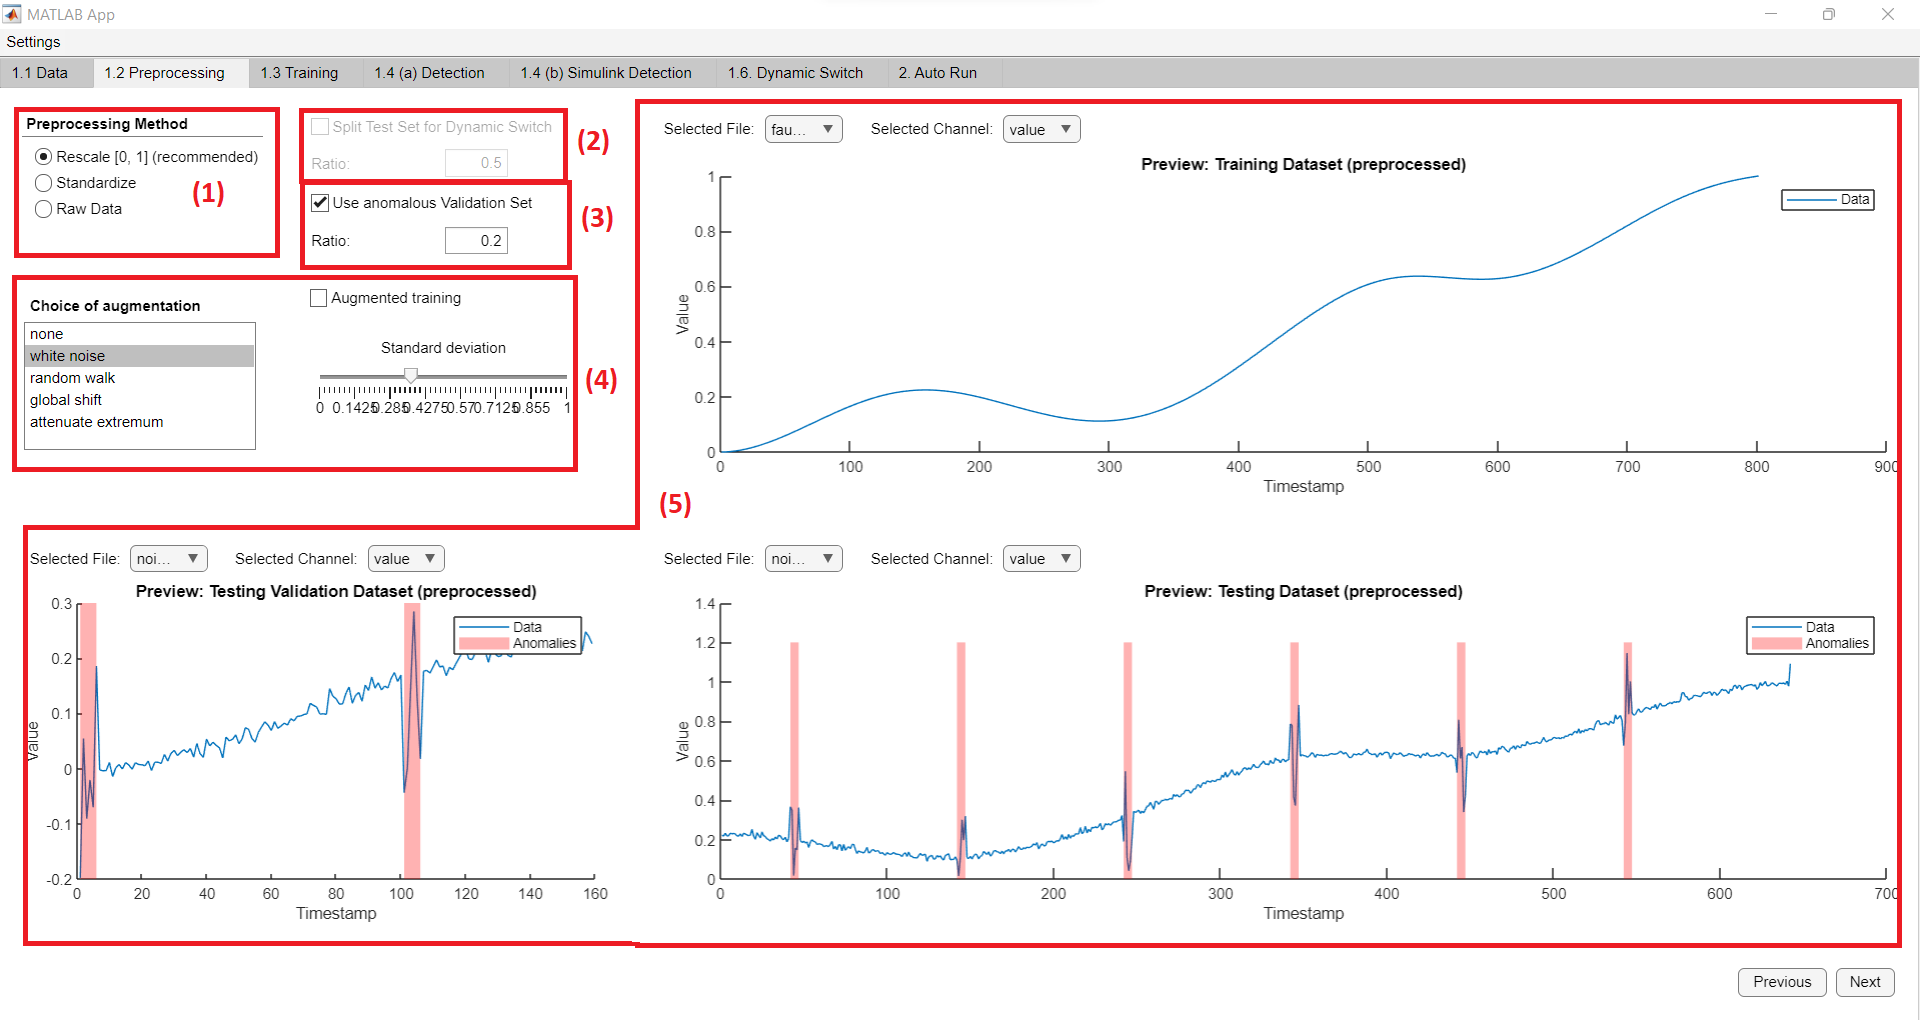 MATLAB App
Settings
1.1 Data
1.2 Preprocessing
1.3 Training
1.4 (a) Detection
1.4 (b) Simulink Detection
1.6. Dynamic Switch
2. Auto Run
Preprocessing Method
Rescale [0, 1] (recommended)
Standardize
Raw Data
(1)
Split Test Set for Dynamic Switch
Ratio: 0.5
(2)
Use anomalous Validation Set
Ratio: 0.2
(3)
Choice of augmentation
none
white noise
random walk
global shift
attenuate extremum
Augmented training
Standard deviation
0 0.1425 0.285 0.4275 0.57 0.7125 0.855 1
(4)
Selected File: fau... Selected Channel: value
Preview: Training Dataset (preprocessed)
Data
Value
1
0.8
0.6
0.4
0.2
0
0 100 200 300 400 500 600 700 800 900
Timestamp
(5)
Selected File: noi... Selected Channel: value
Preview: Testing Validation Dataset (preprocessed)
Data
Anomalies
Value
0.3
0.2
0.1
0
-0.1
-0.2
0 20 40 60 80 100 120 140 160
Timestamp
Selected File: noi... Selected Channel: value
Preview: Testing Dataset (preprocessed)
Data
Anomalies
Value
1.4
1.2
1
0.8
0.6
0.4
0.2
0
0 100 200 300 400 500 600 700
Timestamp
Previous
Next